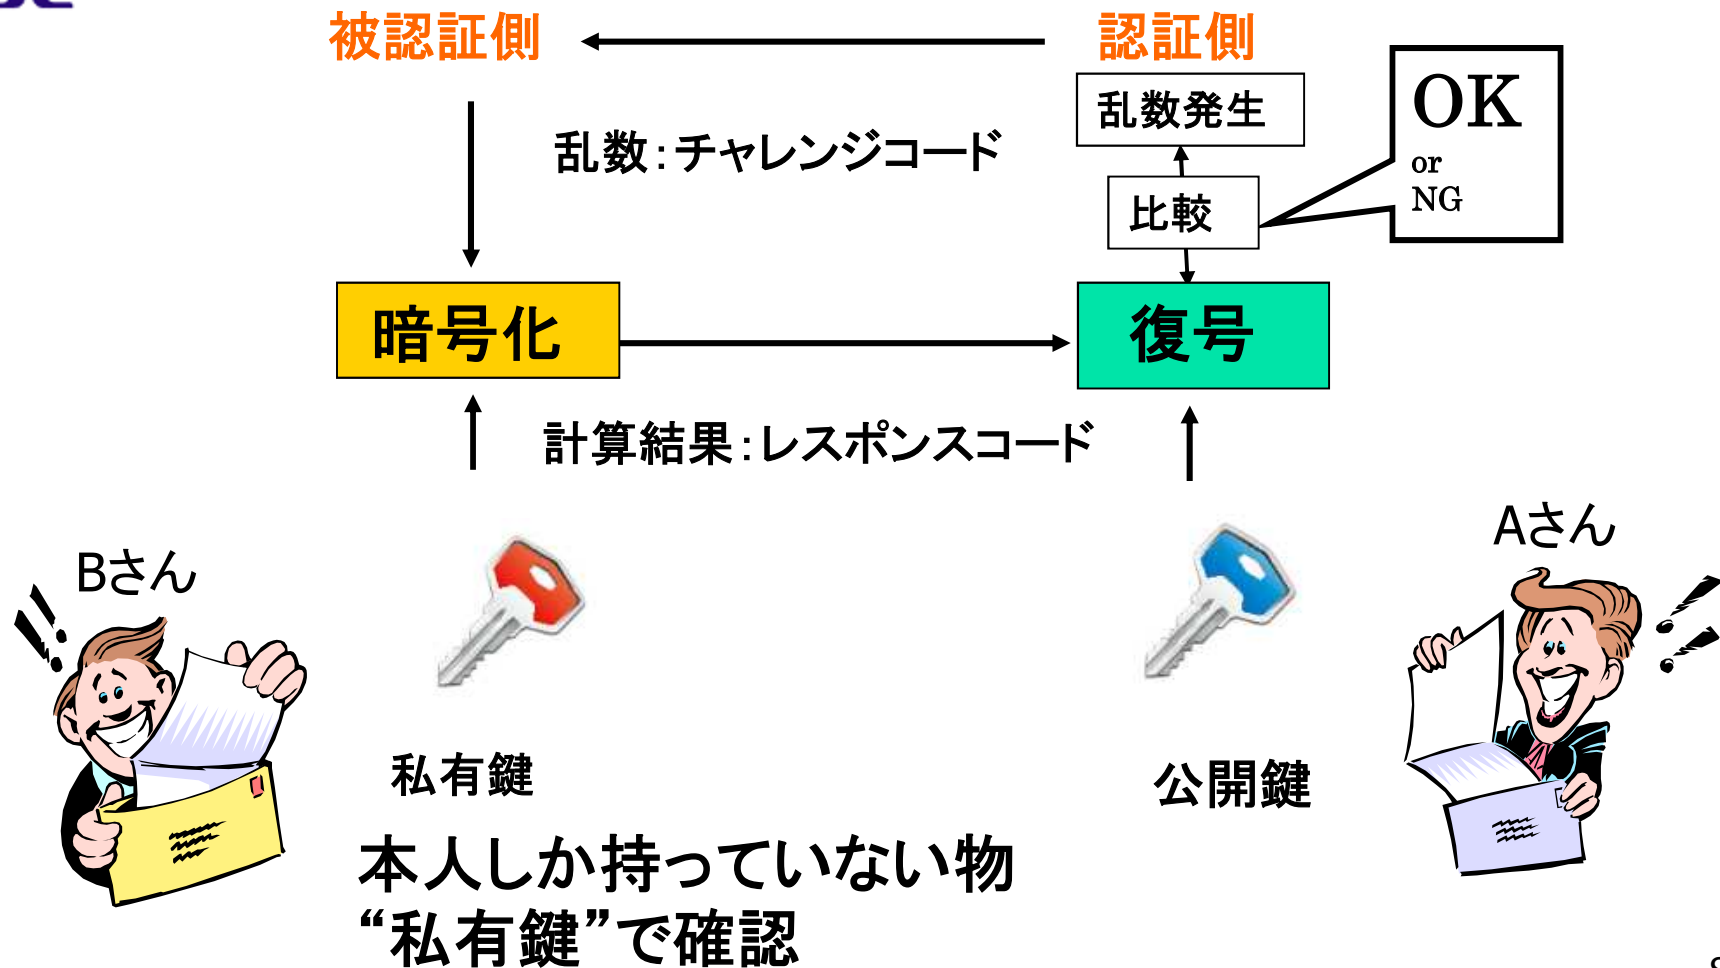 被認証側
認証側
乱数発生
OK
or
NG
乱数：チャレンジコード
比較
暗号化
復号
計算結果：レスポンスコード
Bさん
Aさん
私有鍵
公開鍵
本人しか持っていない物
“私有鍵”で確認